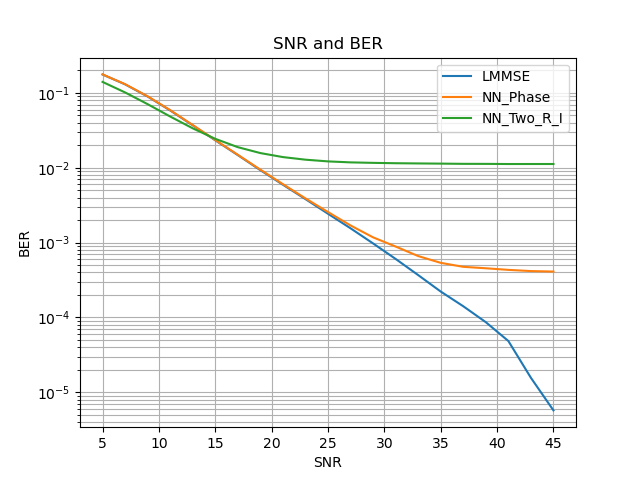 SNR and BER
LMMSE
NN_Phase
NN_Two_R_I
10⁻¹
10⁻²
10⁻³
10⁻⁴
10⁻⁵
BER
5 10 15 20 25 30 35 40 45
SNR